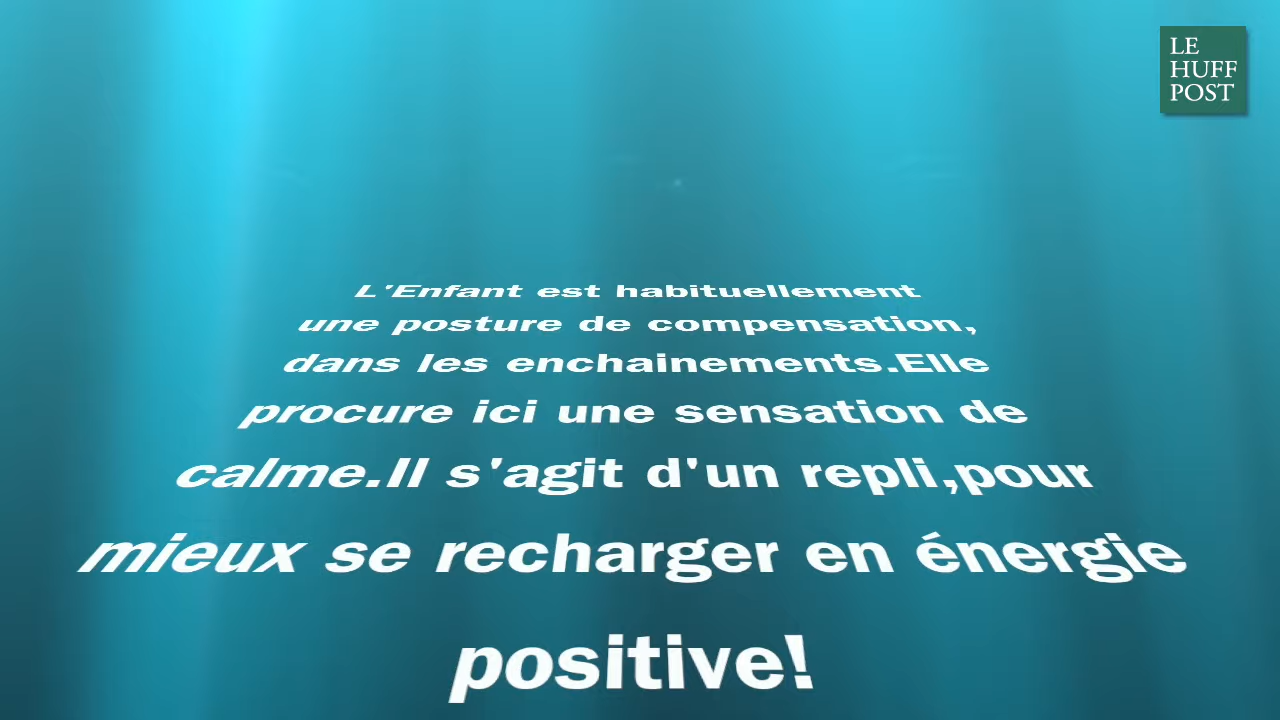 LE
HUFF
POST
L'Enfant est habituellement
une posture de compensation,
dans les enchainements.Elle
procure ici une sensation de
calme.Il s'agit d'un repli,pour
mieux se recharger en énergie
positive!